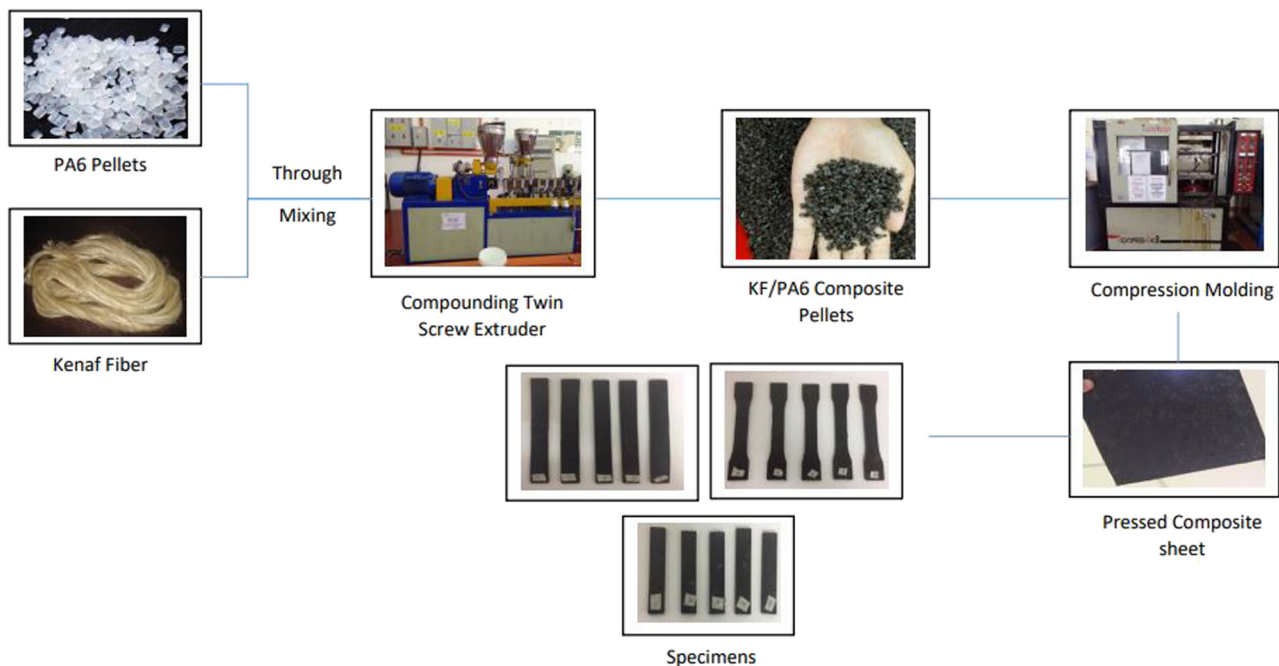 PA6 Pellets
Kenaf Fiber
Through
Mixing
Compounding Twin
Screw Extruder
KF/PA6 Composite
Pellets
Compression Molding
Pressed Composite
sheet
Specimens